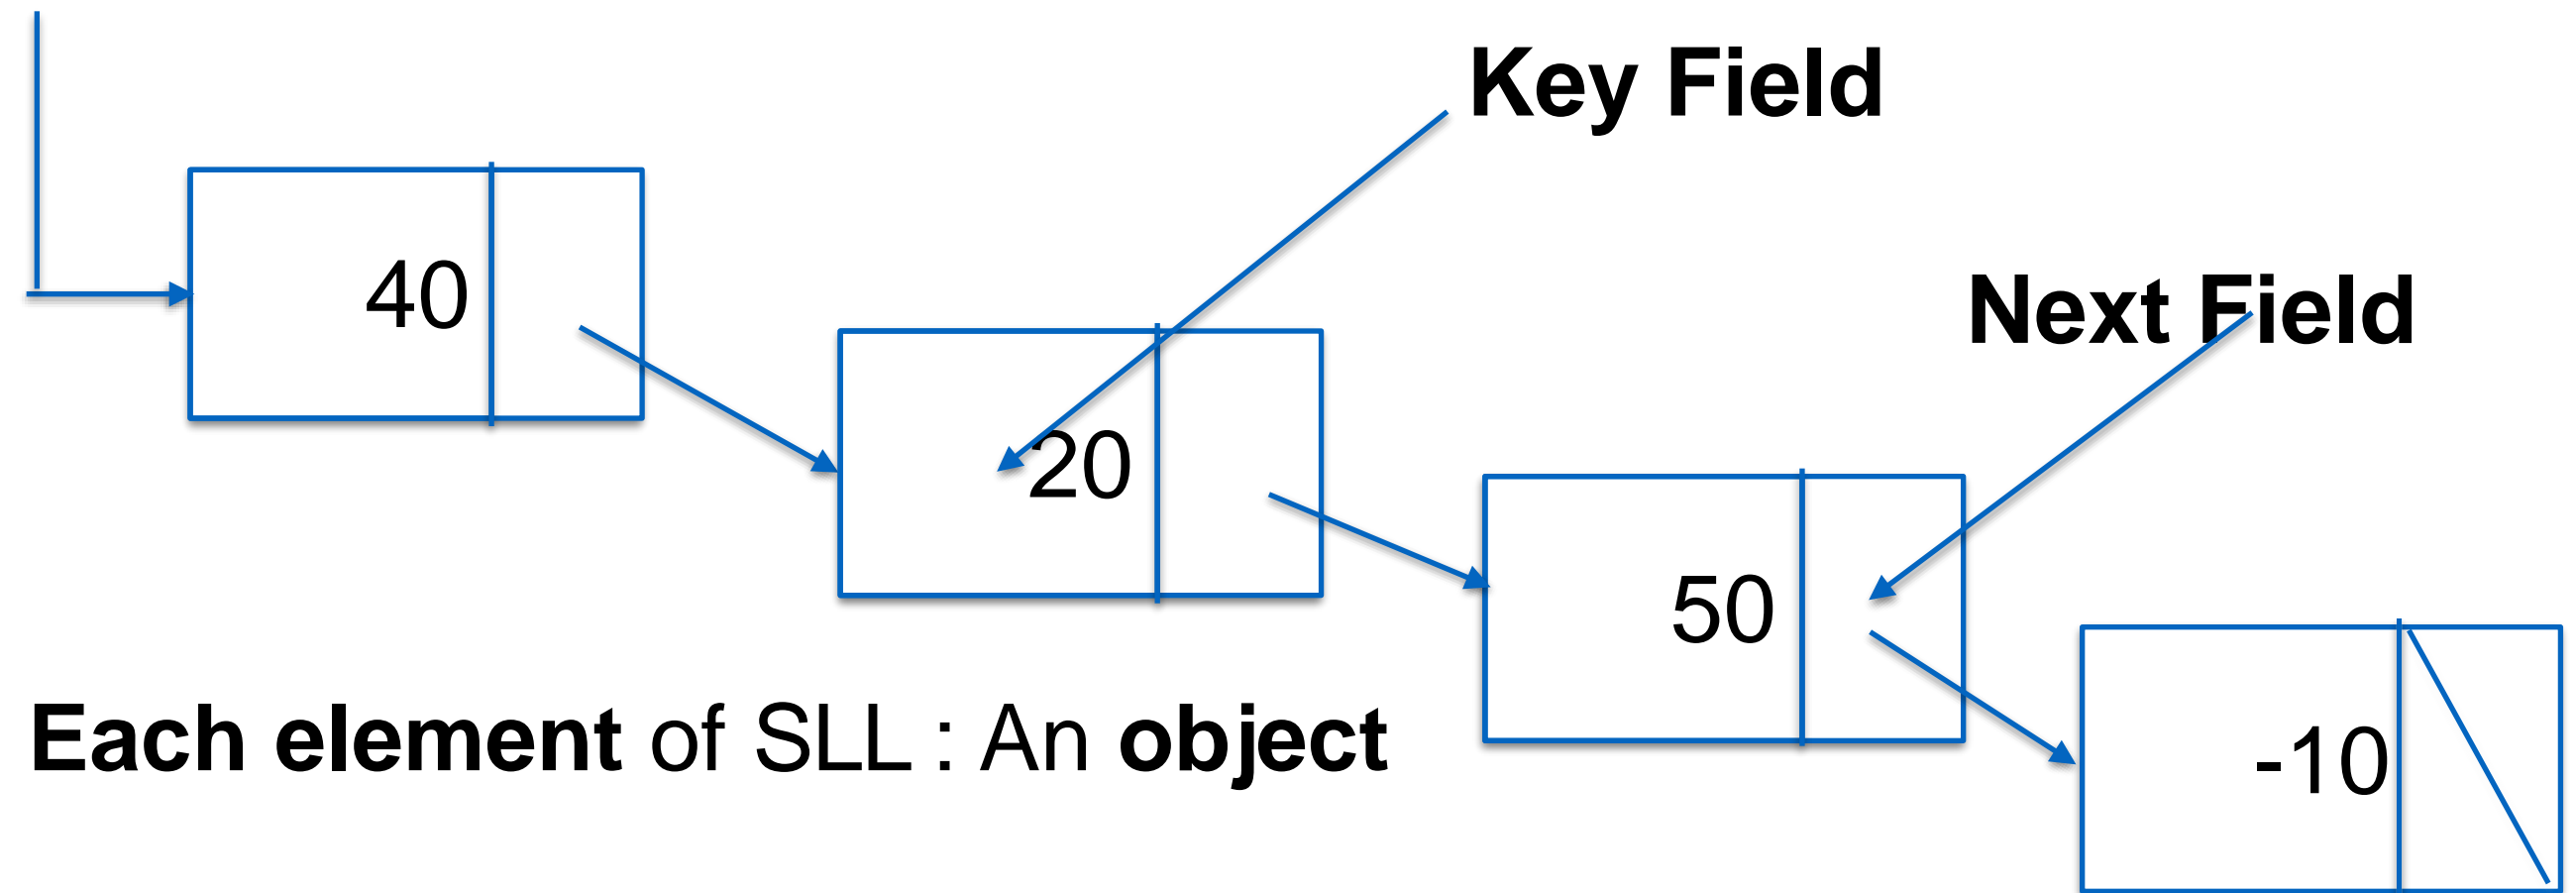 Key Field
40
Next Field
20
50
Each element of SLL : An object
-10